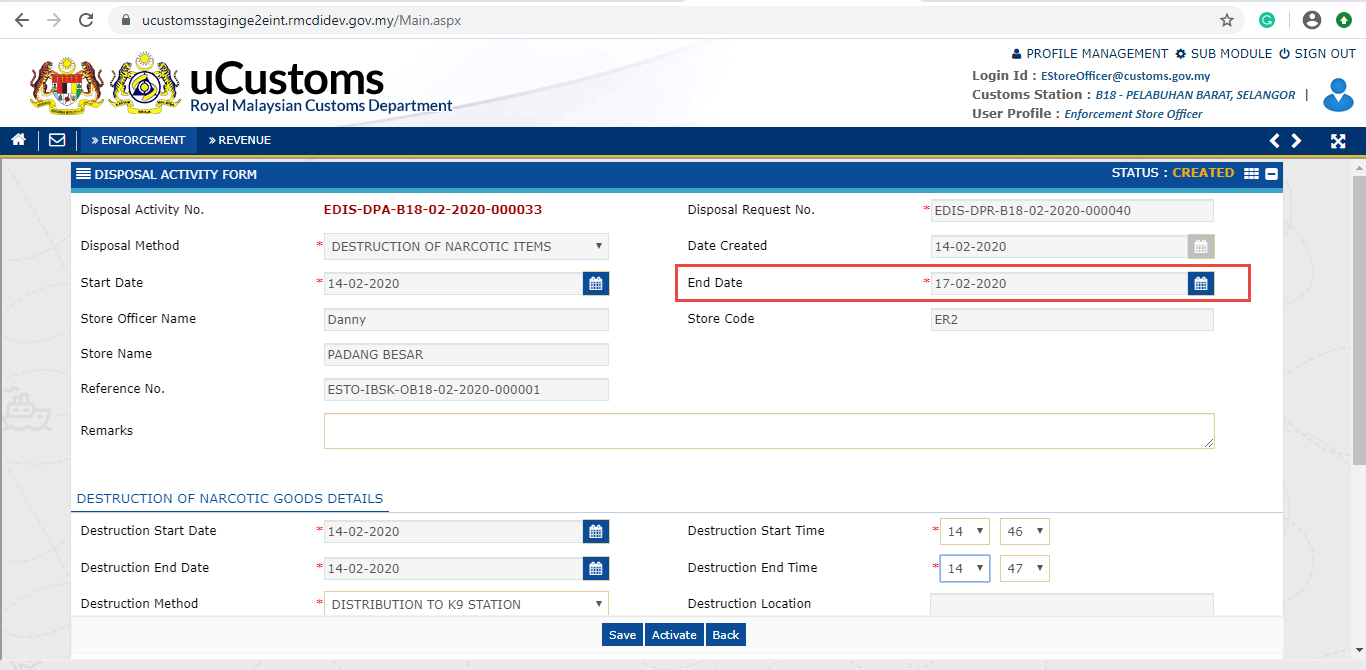 ucustomsstaginge2eint.rmcdidev.gov.my/Main.aspx
PROFILE MANAGEMENT SUB MODULE SIGN OUT
uCustoms
Royal Malaysian Customs Department
Login Id : EStoreOfficer@customs.gov.my
Customs Station : B18 - PELABUHAN BARAT, SELANGOR |
User Profile : Enforcement Store Officer
» ENFORCEMENT » REVENUE
DISPOSAL ACTIVITY FORM STATUS : CREATED
Disposal Activity No. EDIS-DPA-B18-02-2020-000033 Disposal Request No. * EDIS-DPR-B18-02-2020-000040
Disposal Method * DESTRUCTION OF NARCOTIC ITEMS Date Created 14-02-2020
Start Date * 14-02-2020 End Date * 17-02-2020
Store Officer Name Danny Store Code ER2
Store Name PADANG BESAR
Reference No. ESTO-IBSK-OB18-02-2020-000001
Remarks
DESTRUCTION OF NARCOTIC GOODS DETAILS
Destruction Start Date * 14-02-2020 Destruction Start Time * 14 46
Destruction End Date * 14-02-2020 Destruction End Time * 14 47
Destruction Method * DISTRIBUTION TO K9 STATION Destruction Location
Save Activate Back